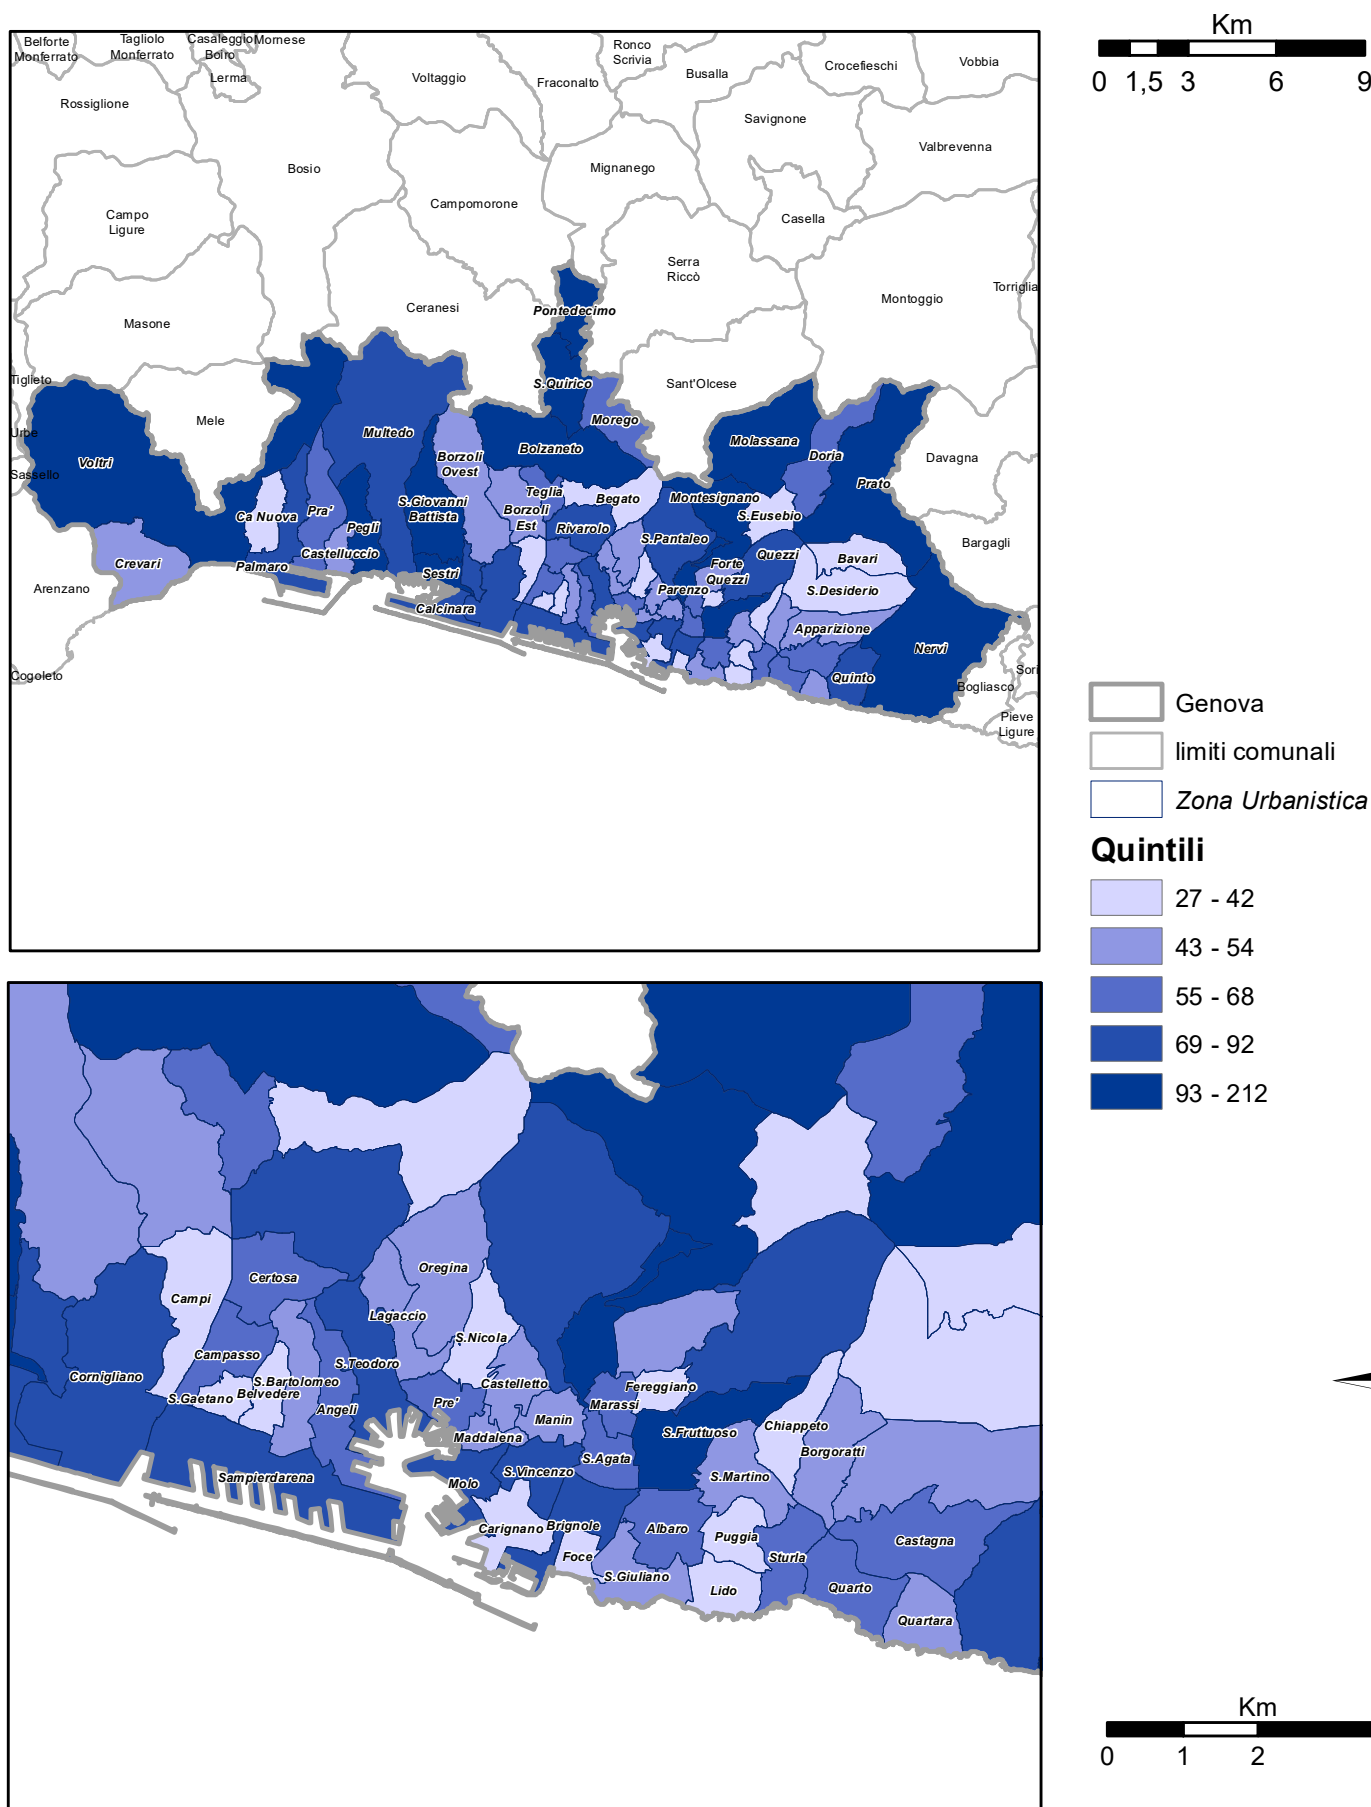 Km
0 1,5 3 6 9
Belforte
Monferrato
Tagliolo
Monferrato
Casaleggio
Boiro
Mornese
Lerma
Rossiglione
Voltaggio
Fraconalto
Ronco
Scrivia
Busalla
Crocefieschi
Vobbia
Savignone
Valbrevenna
Bosio
Mignanego
Campo
Ligure
Campomorone
Casella
Serra
Riccò
Torriglia
Montoggio
Masone
Ceranesi
Pontedecimo
Tiglieto
S.Quirico
Sant'Olcese
Mele
Morego
Urbe
Multedo
Molassana
Bolzaneto
Doria
Davagna
Voltri
Borzoli
Ovest
Sassello
Prato
Teglia
Begato
Montesignano
S.Giovanni
Battista
Ca Nuova
Pra'
Borzoli
Est
S.Eusebio
Pegli
Rivarolo
S.Pantaleo
Bargagli
Castelluccio
Quezzi
Bavari
Crevari
Palmaro
Forte
Quezzi
Sestri
Arenzano
Parenzo
S.Desiderio
Calcinara
Apparizione
Nervi
Cogoleto
Quinto
Sori
Bogliasco
Pieve
Ligure
Genova
limiti comunali
Zona Urbanistica
Quintili
27 - 42
43 - 54
55 - 68
69 - 92
93 - 212
Oregina
Certosa
Campi
Lagaccio
S.Nicola
Campasso
S.Teodoro
Cornigliano
S.Bartolomeo
Castelletto
Fereggiano
S.Gaetano
Belvedere
Pre'
Marassi
Angeli
Manin
Chiappeto
Maddalena
S.Fruttuoso
Borgoratti
S.Agata
S.Vincenzo
S.Martino
Sampierdarena
Molo
Carignano
Brignole
Albaro
Puggia
Castagna
Foce
Sturla
S.Giuliano
Lido
Quarto
Quartara
Km
0 1 2